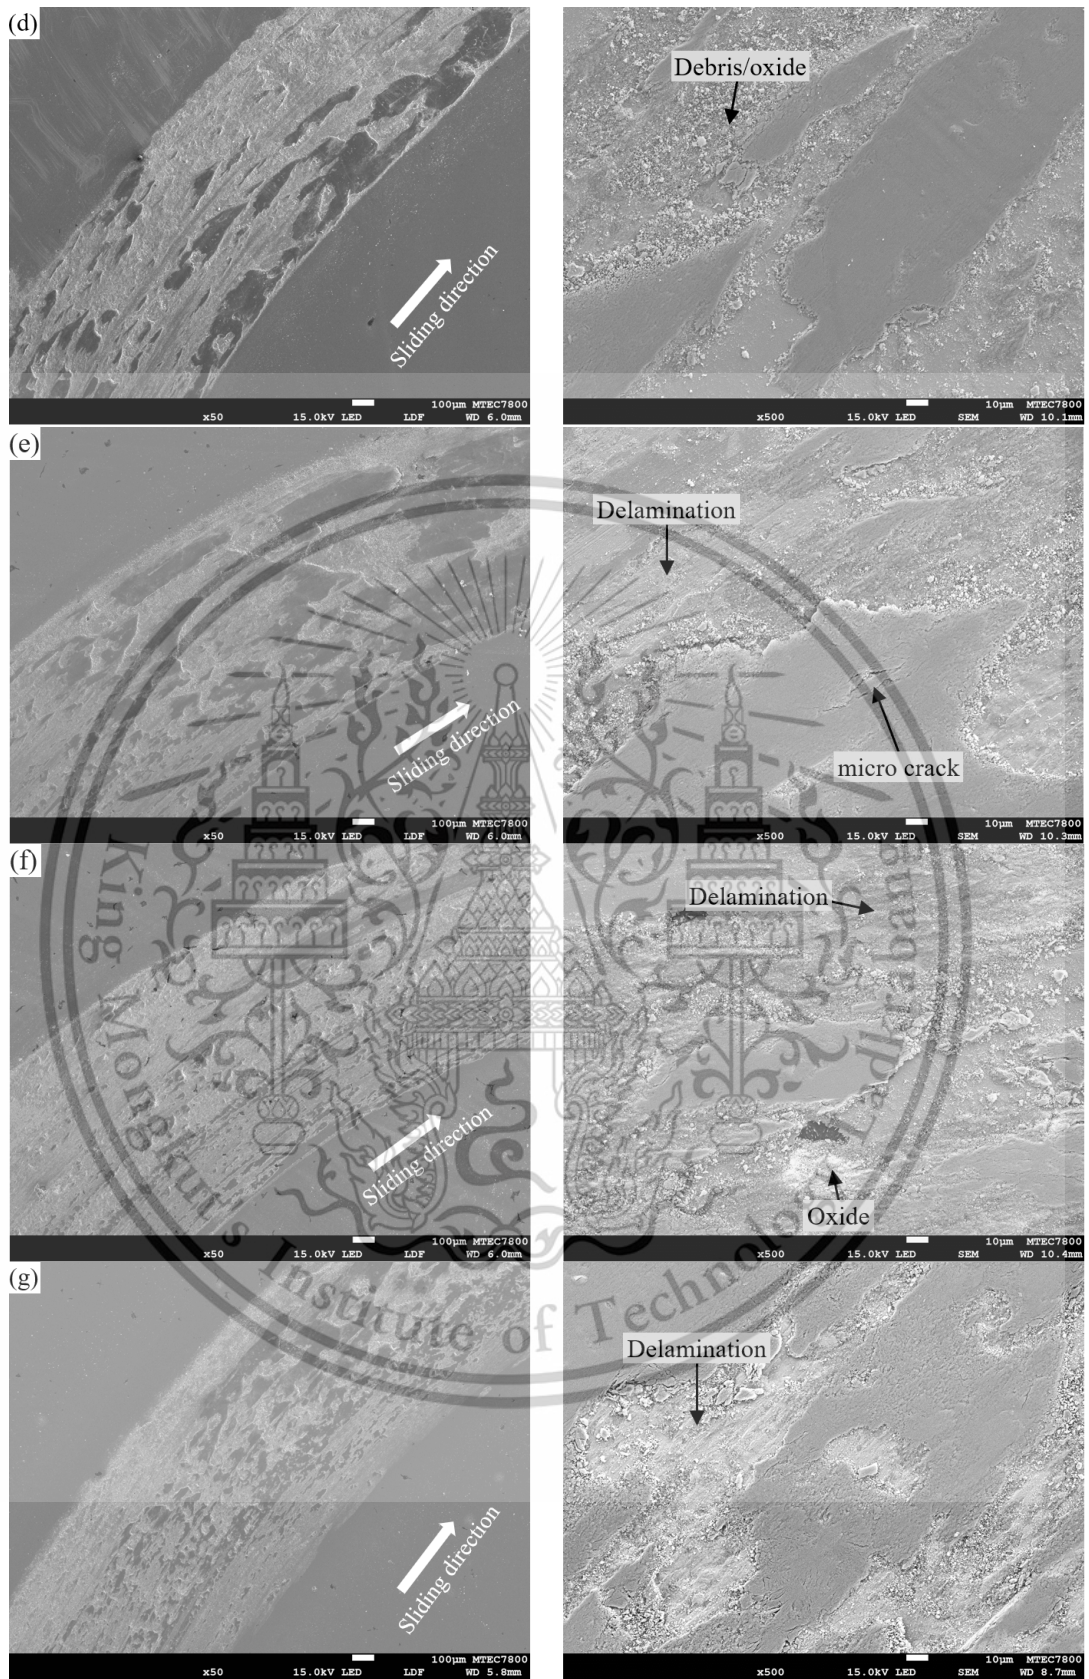 (d)
Debris/oxide
Sliding direction
100μm MTEC7800
x50 15.0kV LED LDF WD 6.0mm
10μm MTEC7800
x500 15.0kV LED SEM WD 10.1mm
(e)
Delamination
Sliding direction
micro crack
100μm MTEC7800
x50 15.0kV LED LDF WD 6.0mm
10μm MTEC7800
x500 15.0kV LED SEM WD 10.3mm
(f)
Delamination
Sliding direction
Oxide
100μm MTEC7800
x50 15.0kV LED LDF WD 6.0mm
10μm MTEC7800
x500 15.0kV LED SEM WD 10.4mm
(g)
Delamination
Sliding direction
100μm MTEC7800
x50 15.0kV LED LDF WD 5.8mm
10μm MTEC7800
x500 15.0kV LED SEM WD 8.7mm
King Mongkut's Institute of Technology Ladkrabang